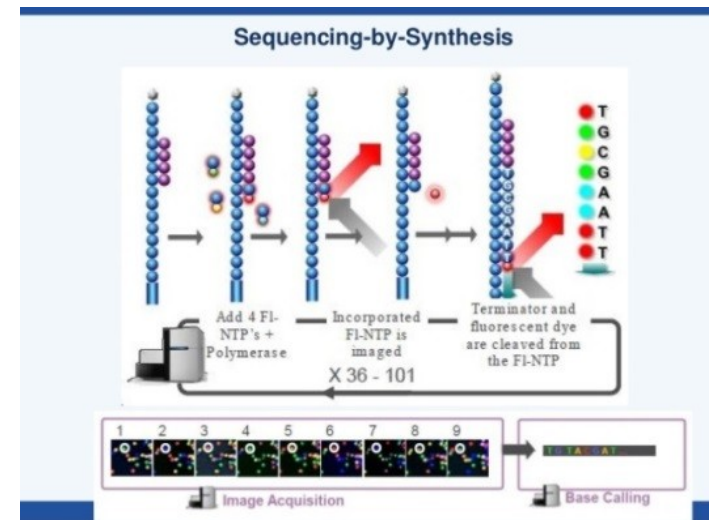 Sequencing-by-Synthesis
T
G
C
G
A
A
T
T
TGCGAATT
Add 4 Fl-
NTP's +
Polymerase
Incorporated
Fl-NTP is
imaged
Terminator and
fluorescent dye
are cleaved from
the Fl-NTP
X 36 - 101
1 2 3 4 5 6 7 8 9
Image Acquisition
Base Calling